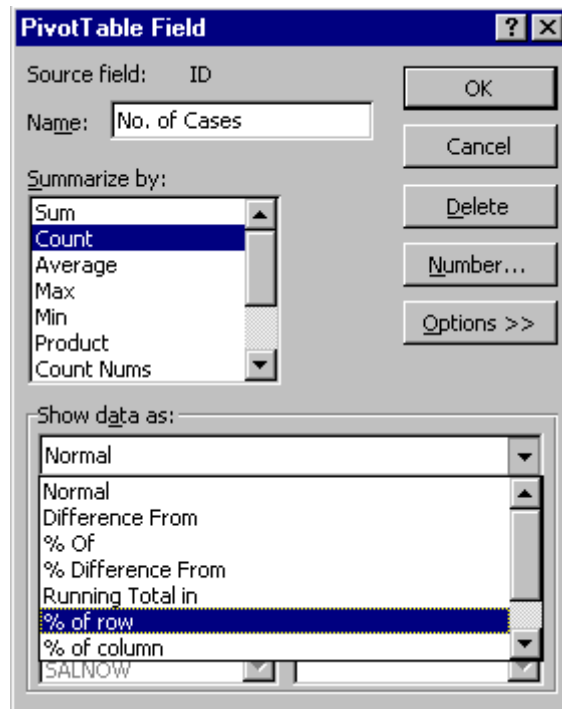 PivotTable Field
Source field: ID
OK
Name: No. of Cases
Cancel
Summarize by:
Sum
Count
Average
Max
Min
Product
Count Nums
Delete
Number...
Options >>
Show data as:
Normal
Normal
Difference From
% Of
% Difference From
Running Total in
% of row
% of column
SALNOW